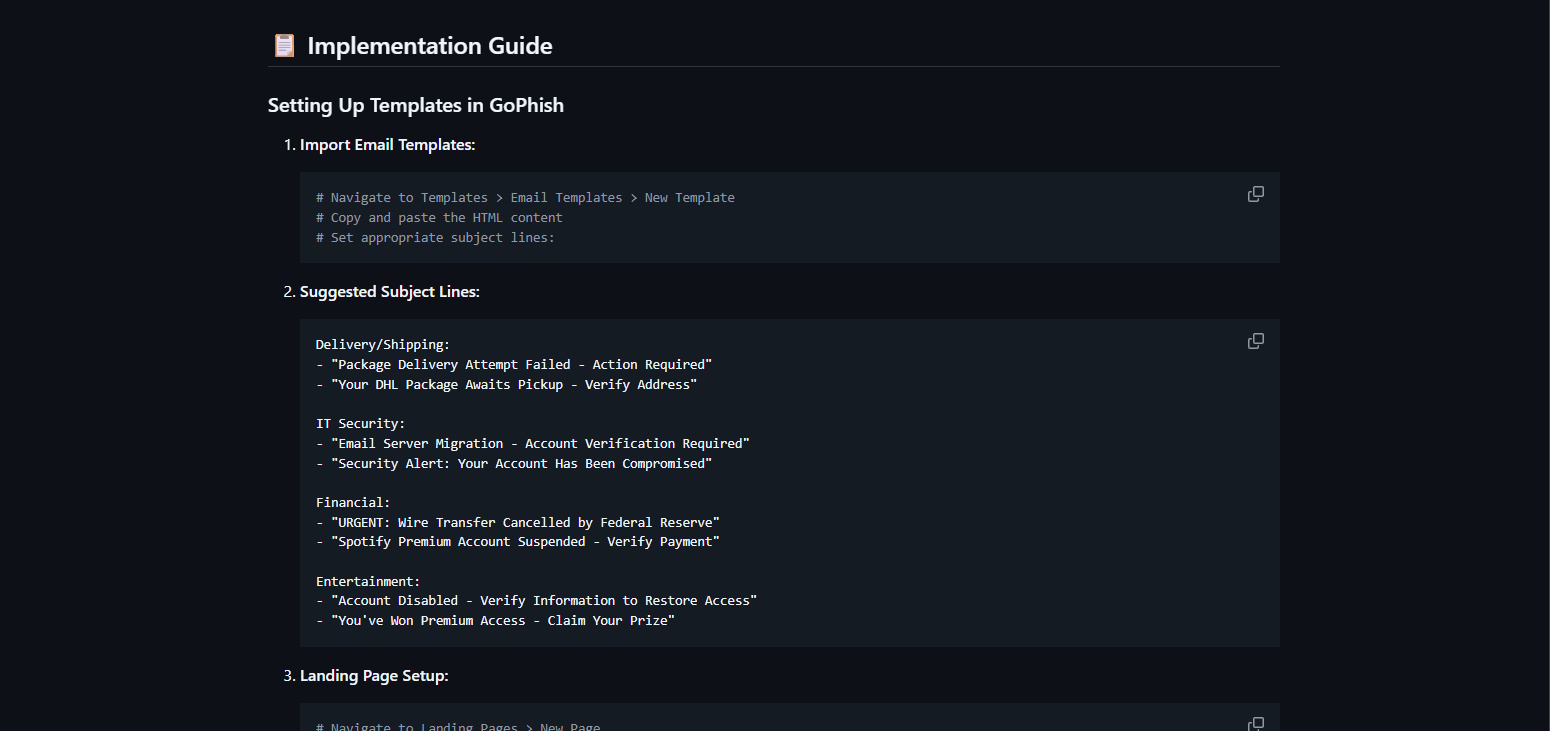 📋 Implementation Guide
Setting Up Templates in GoPhish
1. Import Email Templates:
# Navigate to Templates > Email Templates > New Template
# Copy and paste the HTML content
# Set appropriate subject lines:
2. Suggested Subject Lines:
Delivery/Shipping:
- "Package Delivery Attempt Failed - Action Required"
- "Your DHL Package Awaits Pickup - Verify Address"
IT Security:
- "Email Server Migration - Account Verification Required"
- "Security Alert: Your Account Has Been Compromised"
Financial:
- "URGENT: Wire Transfer Cancelled by Federal Reserve"
- "Spotify Premium Account Suspended - Verify Payment"
Entertainment:
- "Account Disabled - Verify Information to Restore Access"
- "You've Won Premium Access - Claim Your Prize"
3. Landing Page Setup:
# Navigate to Landing Pages > New Page